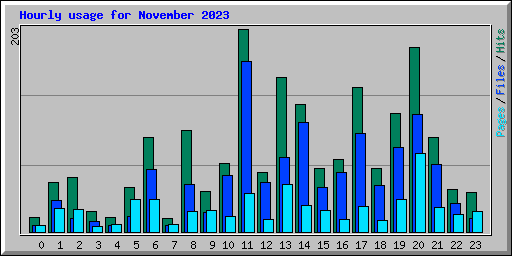 Hourly usage for November 2023
203
Pages/Files/Hits
0 1 2 3 4 5 6 7 8 9 10 11 12 13 14 15 16 17 18 19 20 21 22 23